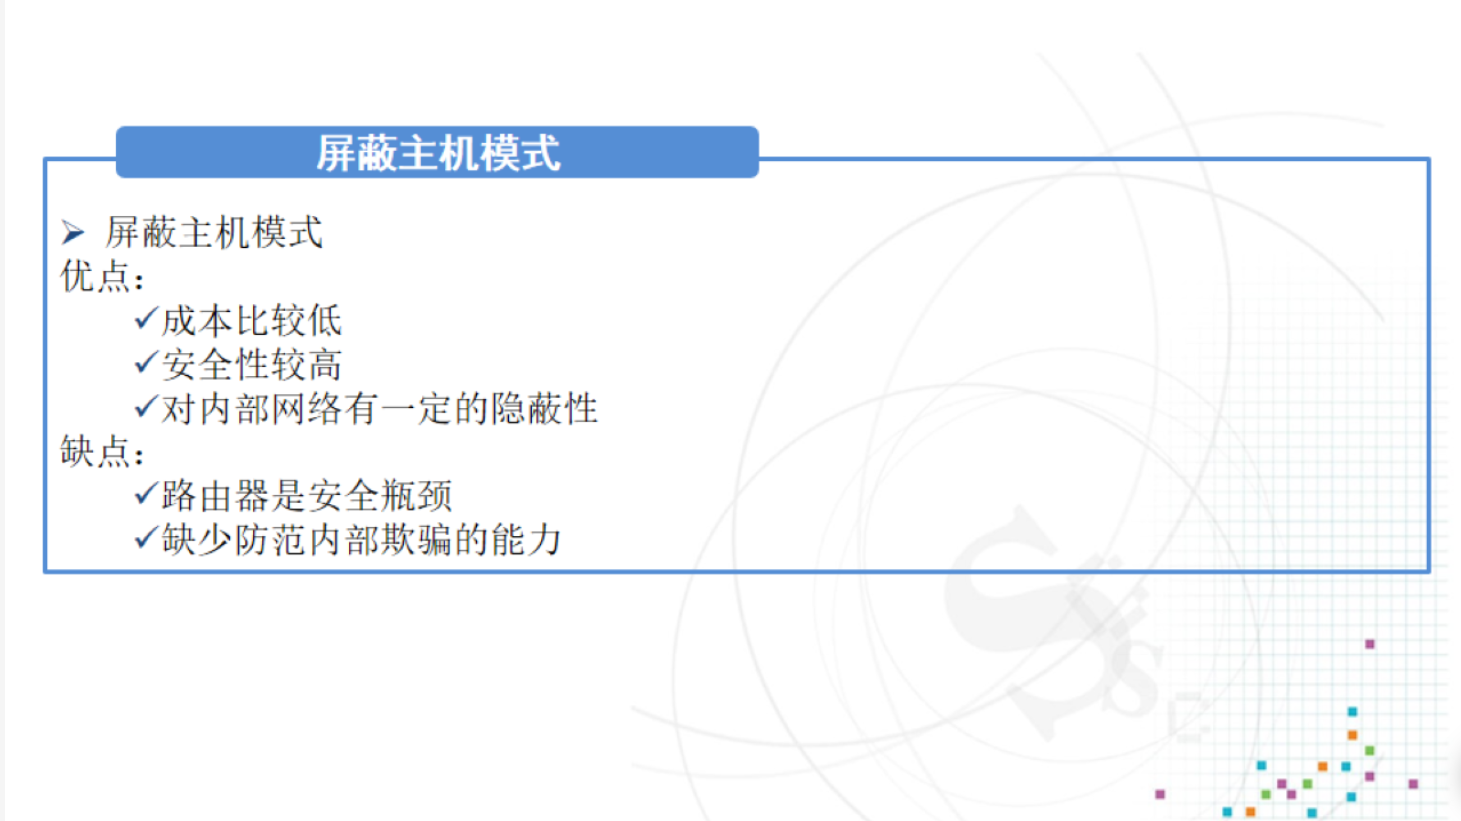 屏蔽主机模式
屏蔽主机模式
优点：
成本比较低
安全性较高
对内部网络有一定的隐蔽性
缺点：
路由器是安全瓶颈
缺少防范内部欺骗的能力